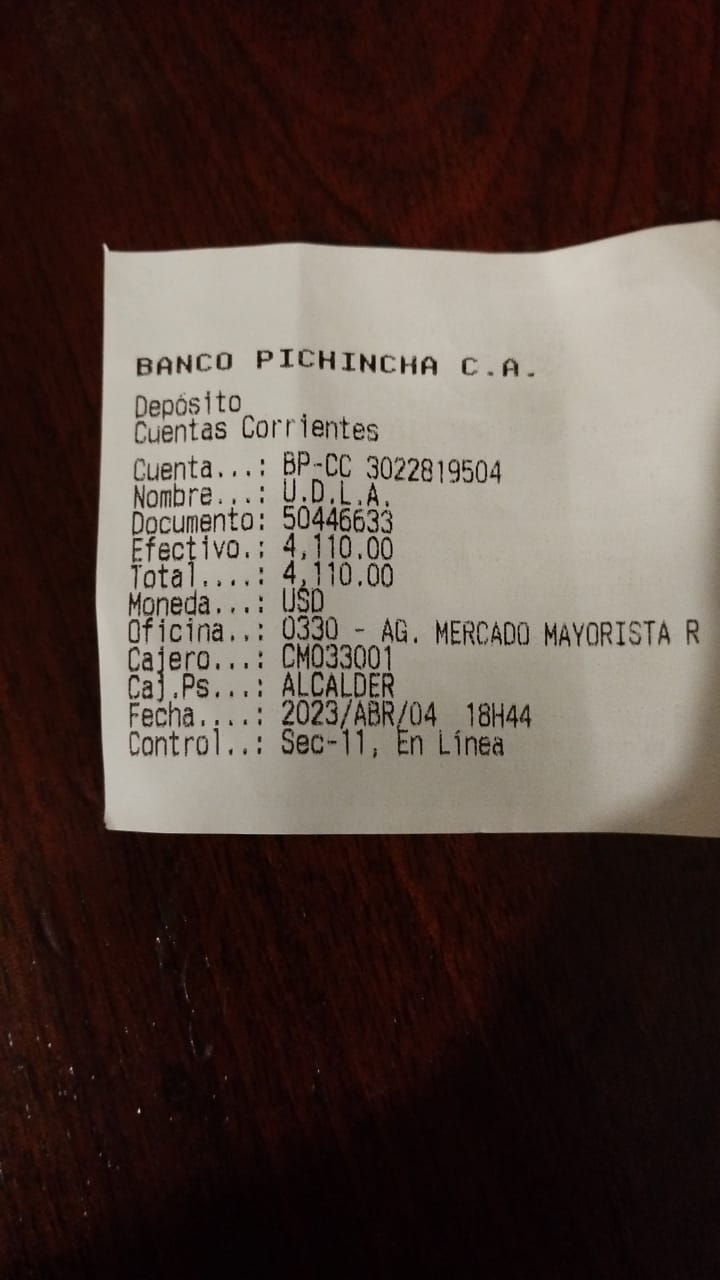 BANCO PICHINCHA C.A.
Depósito
Cuentas Corrientes
Cuenta...: BP-CC 3022819504
Nombre...: U.D.L.A.
Documento: 50446633
Efectivo.: 4,110.00
Total....: 4,110.00
Moneda...: USD
Oficina..: 0330 - AG. MERCADO MAYORISTA R
Cajero...: CM033001
Caj.Ps...: ALCALDER
Fecha....: 2023/ABR/04 18H44
Control..: Sec-11, En Línea